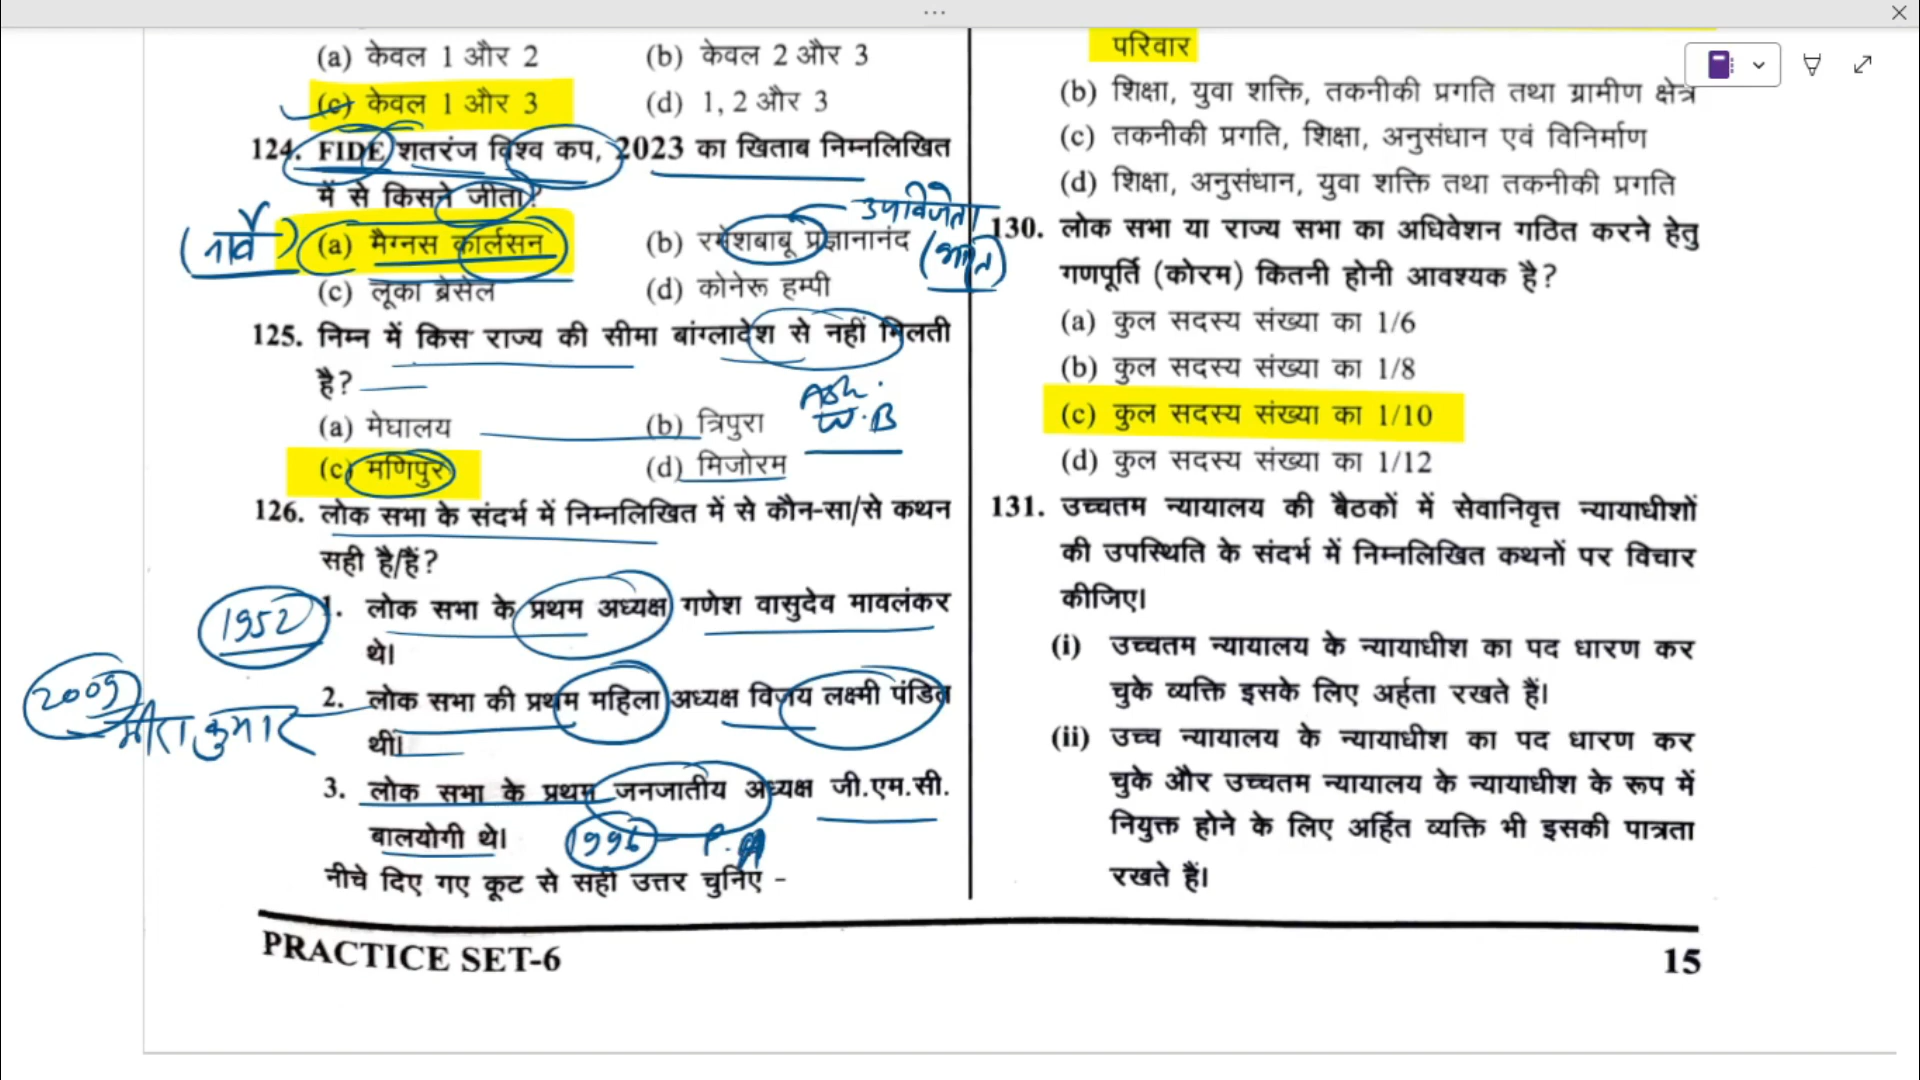 (a) केवल 1 और 2 (b) केवल 2 और 3
(c) केवल 1 और 3 (d) 1, 2 और 3
124. FIDE शतरंज विश्व कप, 2023 का खिताब निम्नलिखित
में से किसने जीता?
उपविजेता
(नार्वे) (a) मैग्नस कार्लसन (b) रमेशबाबू प्रज्ञानानंद (भारत)
(c) लूका ब्रेसेल (d) कोनेरू हम्पी
125. निम्न में किस राज्य की सीमा बांग्लादेश से नहीं मिलती
है?
(a) मेघालय (b) त्रिपुरा W.B
(c) मणिपुर (d) मिजोरम
126. लोक सभा के संदर्भ में निम्नलिखित में से कौन-सा/से कथन
सही है/हैं?
1952 1. लोक सभा के प्रथम अध्यक्ष गणेश वासुदेव मावलंकर
थे।
2009 2. लोक सभा की प्रथम महिला अध्यक्ष विजय लक्ष्मी पंडित
मीरा कुमार थी।
3. लोक सभा के प्रथम जनजातीय अध्यक्ष जी.एम.सी.
बालयोगी थे। 1996
नीचे दिए गए कूट से सही उत्तर चुनिए -
परिवार
(b) शिक्षा, युवा शक्ति, तकनीकी प्रगति तथा ग्रामीण क्षेत्र
(c) तकनीकी प्रगति, शिक्षा, अनुसंधान एवं विनिर्माण
(d) शिक्षा, अनुसंधान, युवा शक्ति तथा तकनीकी प्रगति
130. लोक सभा या राज्य सभा का अधिवेशन गठित करने हेतु
गणपूर्ति (कोरम) कितनी होनी आवश्यक है?
(a) कुल सदस्य संख्या का 1/6
(b) कुल सदस्य संख्या का 1/8
(c) कुल सदस्य संख्या का 1/10
(d) कुल सदस्य संख्या का 1/12
131. उच्चतम न्यायालय की बैठकों में सेवानिवृत्त न्यायाधीशों
की उपस्थिति के संदर्भ में निम्नलिखित कथनों पर विचार
कीजिए।
(i) उच्चतम न्यायालय के न्यायाधीश का पद धारण कर
चुके व्यक्ति इसके लिए अर्हता रखते हैं।
(ii) उच्च न्यायालय के न्यायाधीश का पद धारण कर
चुके और उच्चतम न्यायालय के न्यायाधीश के रूप में
नियुक्त होने के लिए अर्हित व्यक्ति भी इसकी पात्रता
रखते हैं।
PRACTICE SET-6 15